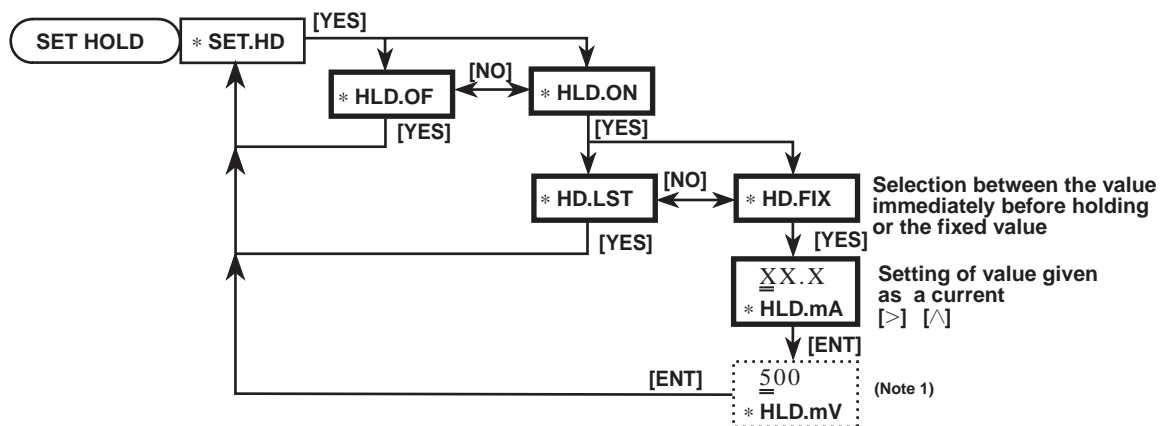 [YES]
SET HOLD
* SET.HD
[NO]
* HLD.OF
* HLD.ON
[YES]
[YES]
[NO]
* HD.LST
* HD.FIX
Selection between the value
immediately before holding
or the fixed value
[YES]
[YES]
XX.X
* HLD.mA
Setting of value given
as a current
[>] [∧]
[ENT]
[ENT]
500
* HLD.mV
(Note 1)